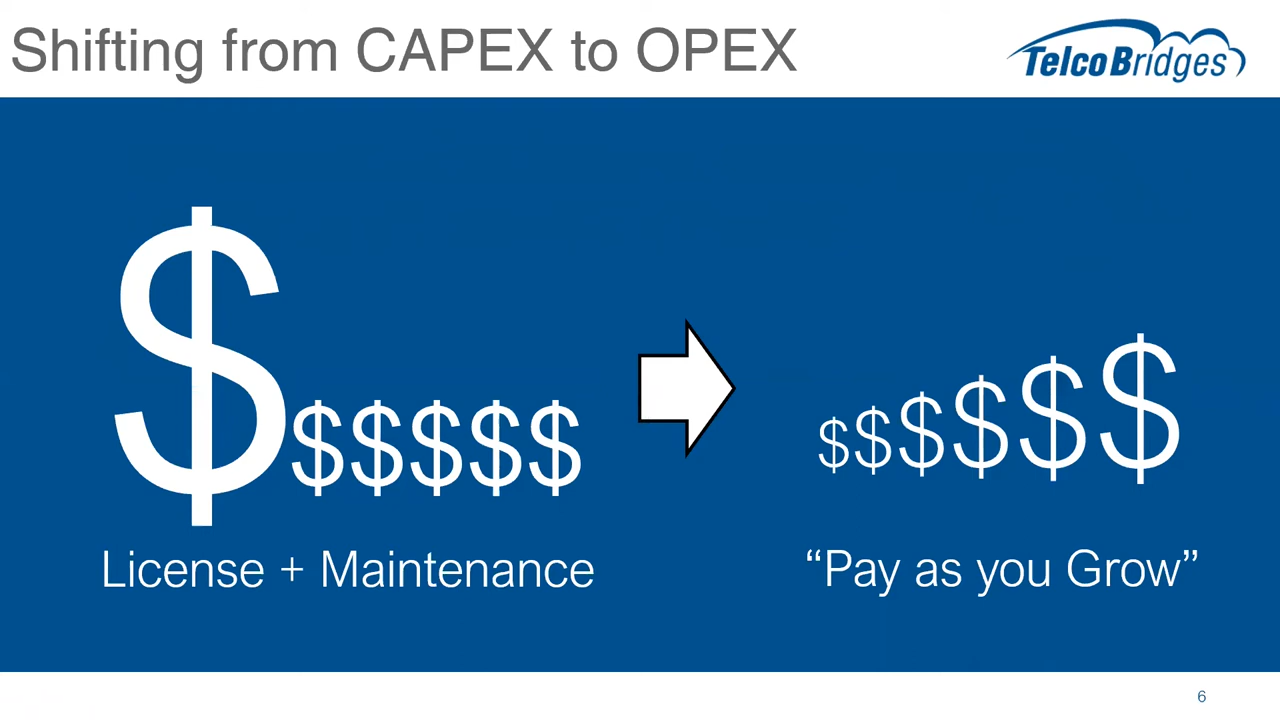 Shifting from CAPEX to OPEX
TelcoBridges
$$$$$$
$$$$$$
License + Maintenance
“Pay as you Grow”
6